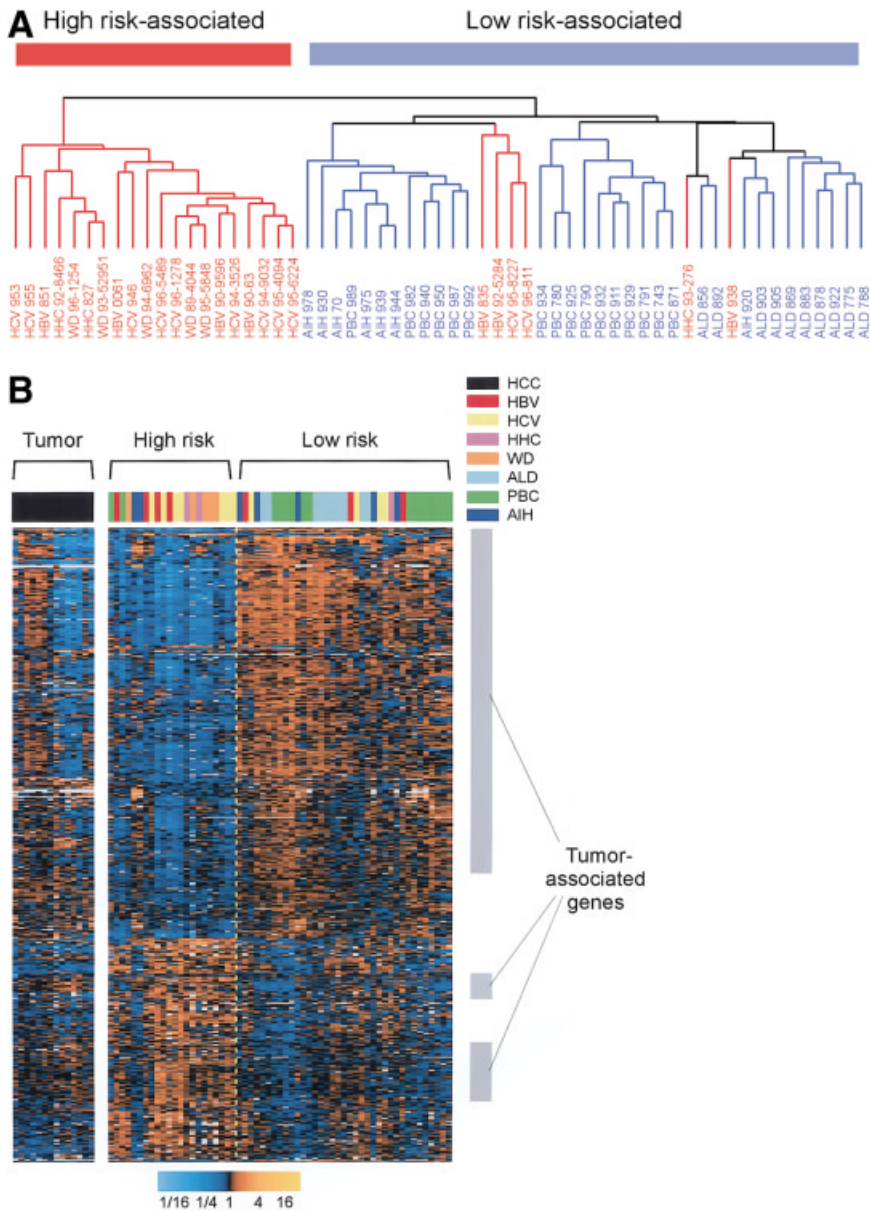 A
High risk-associated
Low risk-associated
HCV 953
HCV 955
HBV 851
HHC 92-8466
WD 96-1254
HHC 827
WD 93-52951
HBV 0061
HCV 946
WD 94-6962
HCV 96-5489
HCV 96-1278
WD 89-4044
WD 95-5848
HBV 90-9596
HCV 94-3526
HBV 90-63
HCV 94-9032
HCV 95-4094
HCV 95-6224
AIH 978
AIH 930
AIH 70
PBC 989
AIH 975
AIH 939
AIH 944
PBC 982
PBC 940
PBC 950
PBC 987
PBC 992
HBV 835
HBV 92-5284
HCV 95-8227
HCV 96-811
PBC 934
PBC 780
PBC 925
PBC 790
PBC 932
PBC 911
PBC 929
PBC 791
PBC 743
PBC 671
HHC 93-276
ALD 856
ALD 892
HBV 938
AIH 920
ALD 903
ALD 905
ALD 869
ALD 883
ALD 878
ALD 922
ALD 775
ALD 788
B
HCC
HBV
HCV
HHC
WD
ALD
PBC
AIH
Tumor
High risk
Low risk
Tumor-
associated
genes
1/16 1/4 1 4 16